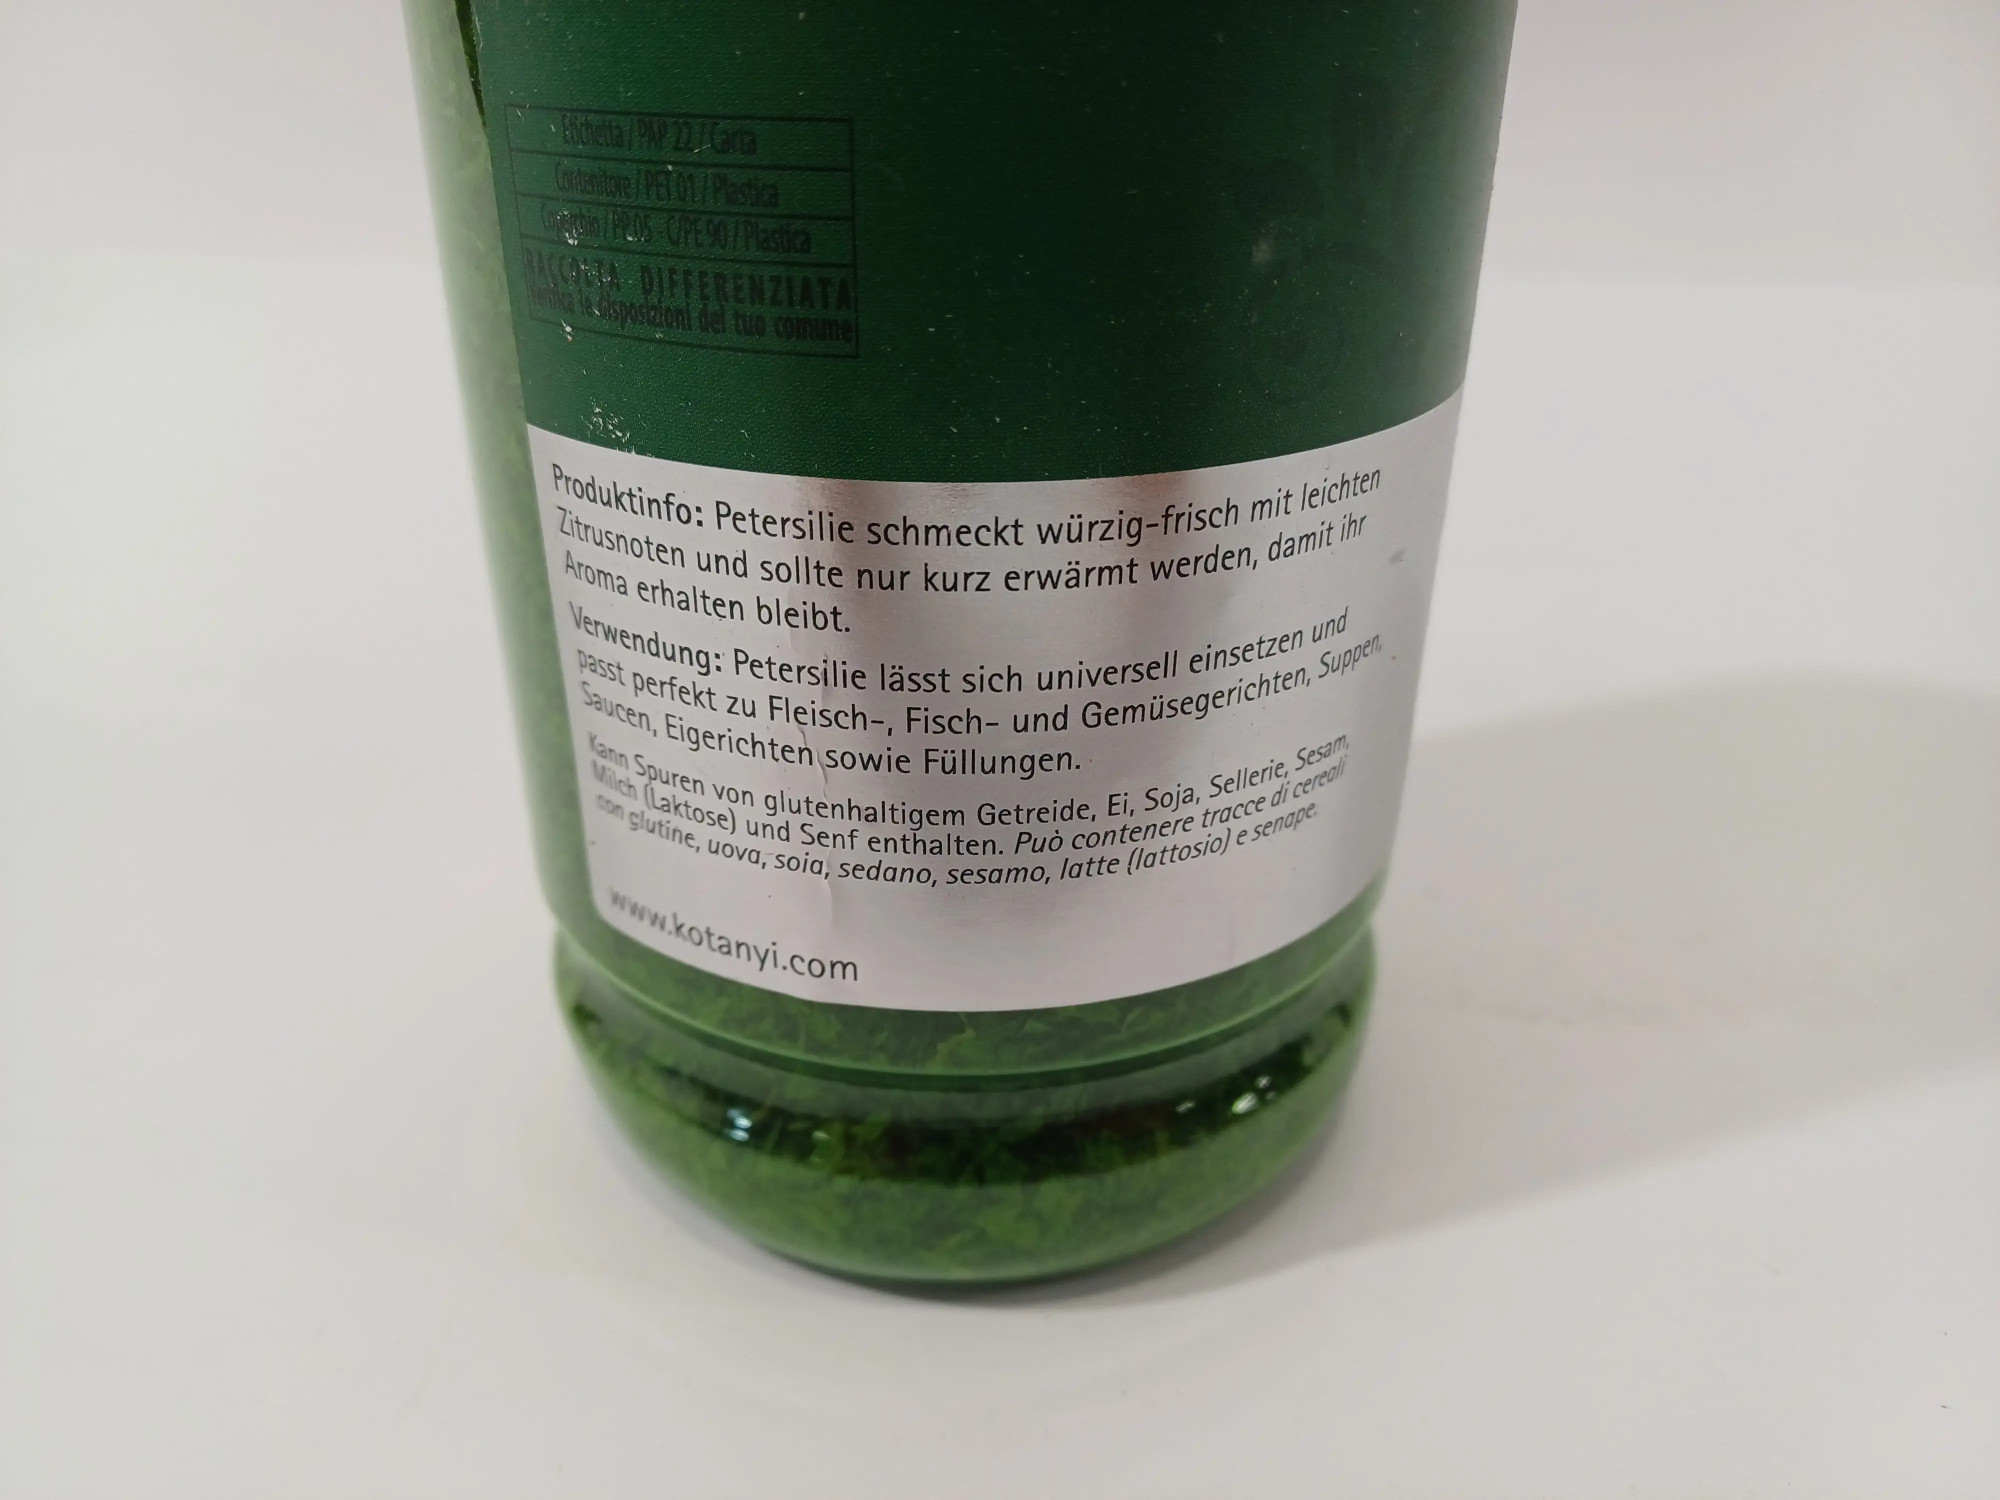 Etichetta / PAP 22 / Carta
Contenitore / PET 01 / Plastica
Coperchio / PP 05 - C/PE 90 / Plastica
RACCOLTA DIFFERENZIATA
Verifica le disposizioni del tuo comune
Produktinfo: Petersilie schmeckt würzig-frisch mit leichten
Zitrusnoten und sollte nur kurz erwärmt werden, damit ihr
Aroma erhalten bleibt.
Verwendung: Petersilie lässt sich universell einsetzen und
passt perfekt zu Fleisch-, Fisch- und Gemüsegerichten, Suppen,
Saucen, Eigerichten sowie Füllungen.
Kann Spuren von glutenhaltigem Getreide, Ei, Soja, Sellerie, Sesam,
Milch (Laktose) und Senf enthalten. Può contenere tracce di cereali
con glutine, uova, soia, sedano, sesamo, latte (lattosio) e senape.
www.kotanyi.com